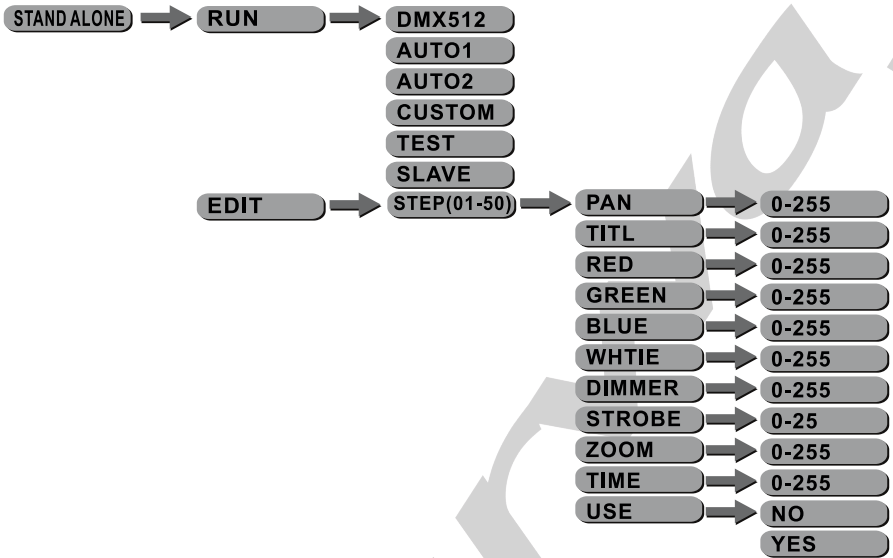 STAND ALONE RUN DMX512
AUTO1
AUTO2
CUSTOM
TEST
SLAVE
EDIT STEP(01-50) PAN 0-255
TITL 0-255
RED 0-255
GREEN 0-255
BLUE 0-255
WHTIE 0-255
DIMMER 0-255
STROBE 0-25
ZOOM 0-255
TIME 0-255
USE NO
YES